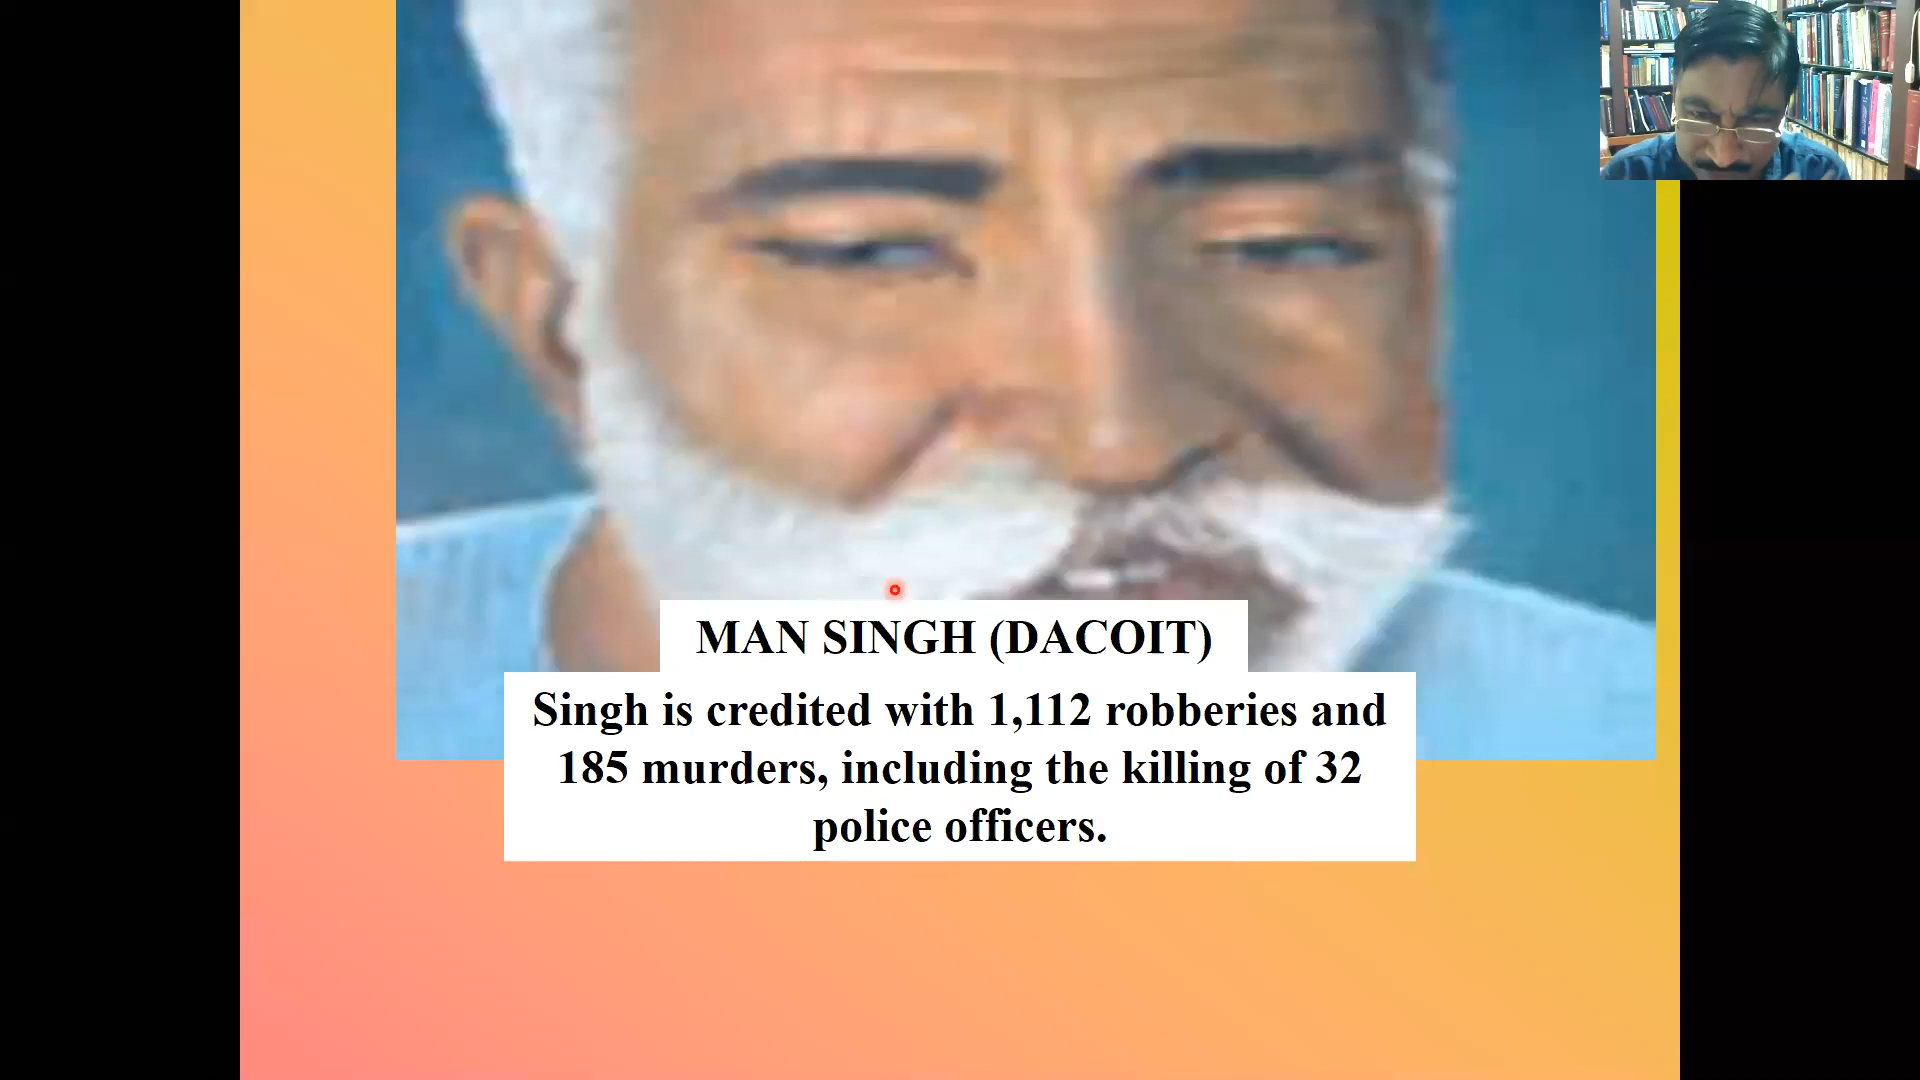 MAN SINGH (DACOIT)
Singh is credited with 1,112 robberies and
185 murders, including the killing of 32
police officers.